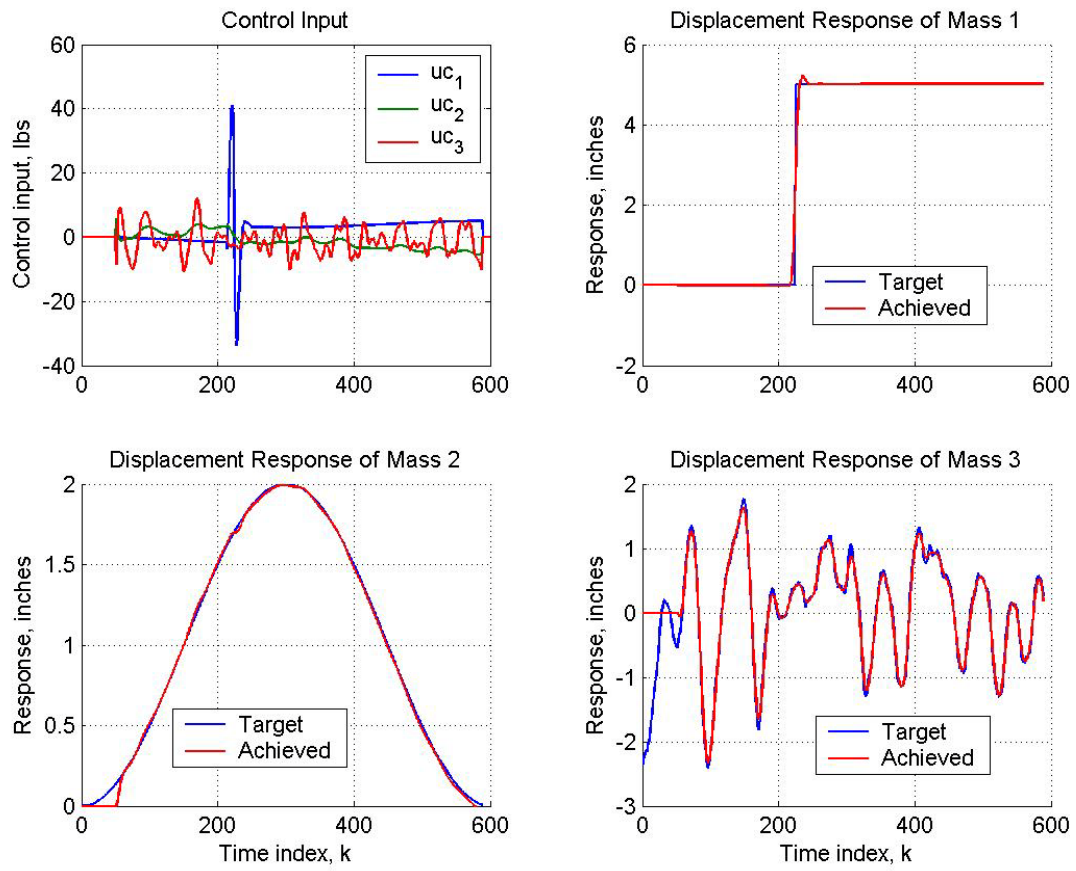 Control Input
Control input, lbs
60
40
20
0
-20
-40
0
200
400
600
uc1
uc2
uc3
Displacement Response of Mass 1
Response, inches
6
4
2
0
-2
0
200
400
600
Target
Achieved
Displacement Response of Mass 2
Response, inches
2
1.5
1
0.5
0
0
200
400
600
Time index, k
Target
Achieved
Displacement Response of Mass 3
Response, inches
2
1
0
-1
-2
-3
0
200
400
600
Time index, k
Target
Achieved